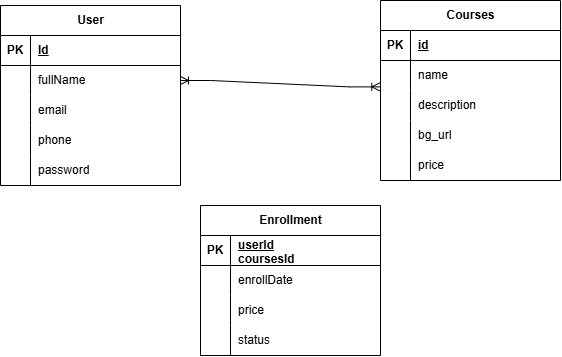 User
PK Id
fullName
email
phone
password
Courses
PK id
name
description
bg_url
price
Enrollment
PK userId
coursesId
enrollDate
price
status